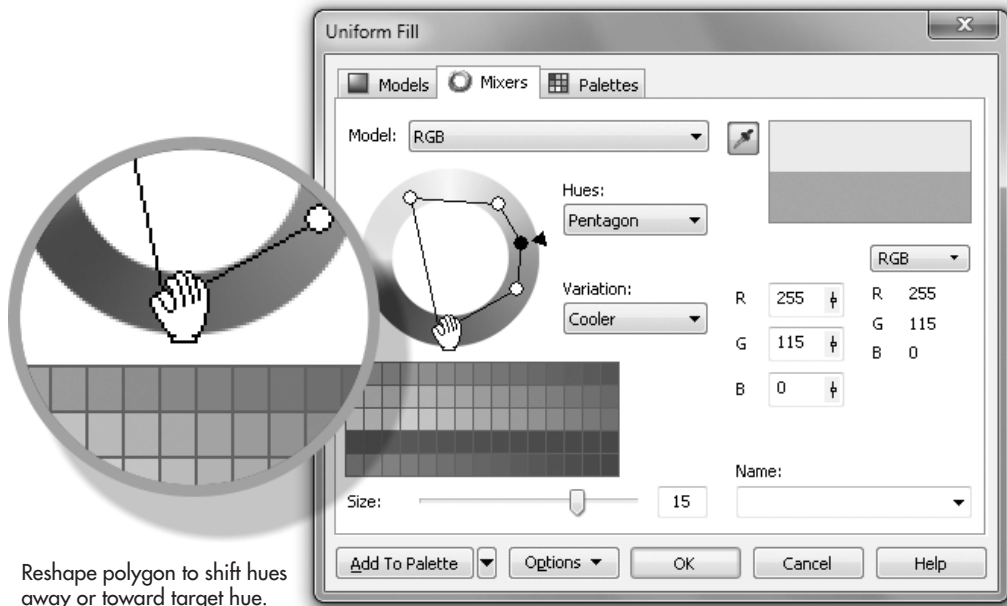 Uniform Fill
Models Mixers Palettes
Model: RGB
Hues:
Pentagon
Variation:
Cooler
RGB
R 255 R 255
G 115 G 115
B 0 B 0
Size: 15
Name:
Add To Palette Options OK Cancel Help
Reshape polygon to shift hues
away or toward target hue.